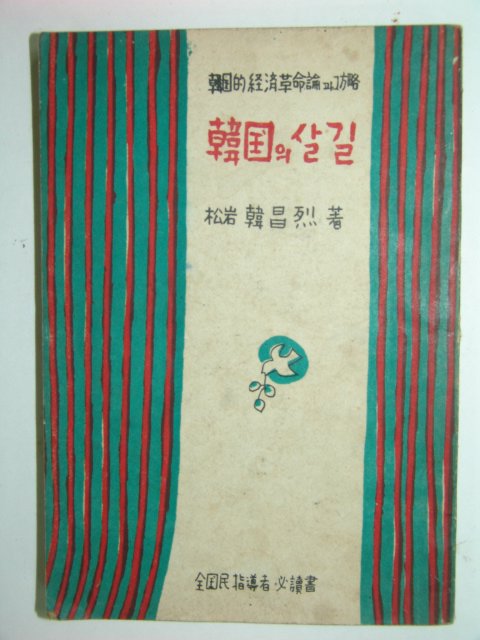 韓国的 経済革命論과 그 方略
韓国의 살길
松岩 韓昌烈 著
全国民 指導者 必讀書